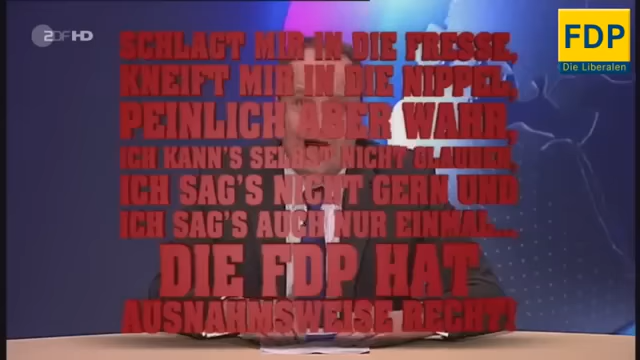 ZDF HD
FDP
Die Liberalen
SCHLAGT MIR IN DIE FRESSE,
KNEIFT MIR IN DIE NIPPEL,
PEINLICH ABER WAHR,
ICH KANN'S SELBST NICHT GLAUBEN,
ICH SAG'S NICHT GERN UND
ICH SAG'S AUCH NUR EINMAL...
DIE FDP HAT
AUSNAHMSWEISE RECHT!